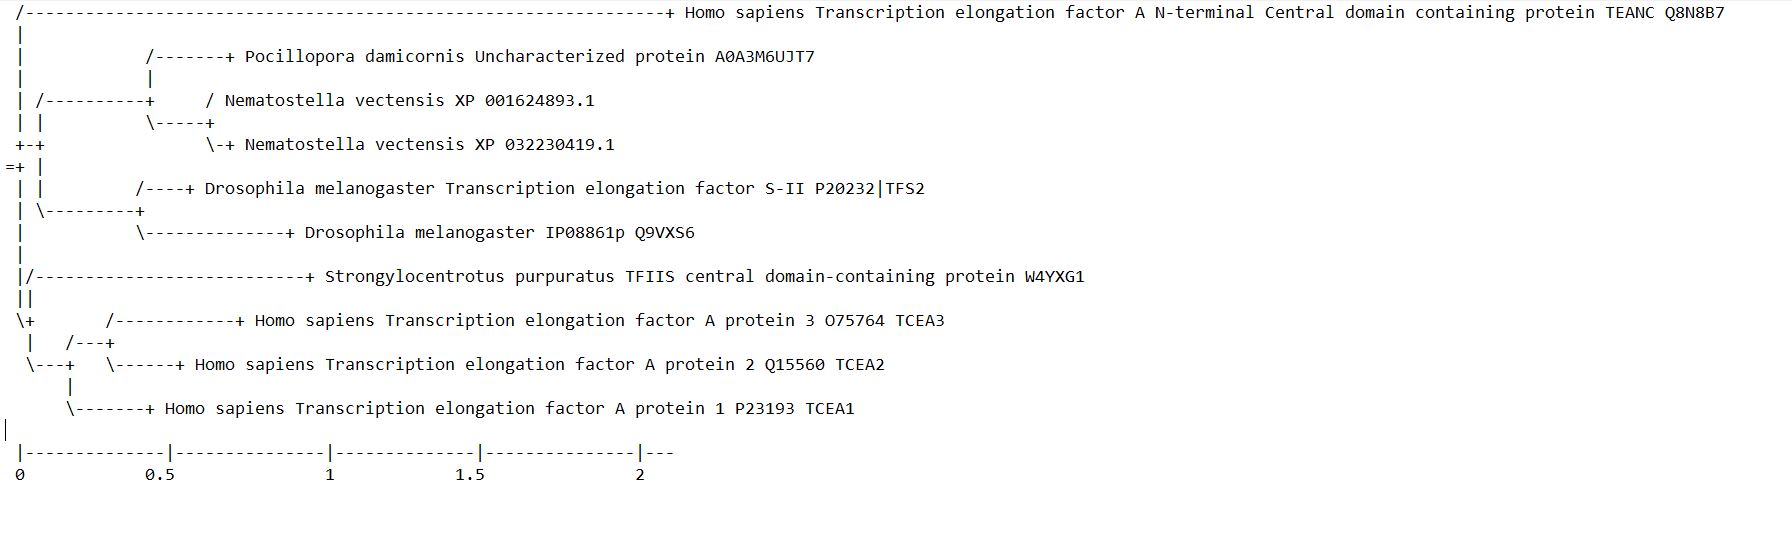 /----------------------------------------------------------------+ Homo sapiens Transcription elongation factor A N-terminal Central domain containing protein TEANC Q8N8B7
|
|            /-------+ Pocillopora damicornis Uncharacterized protein A0A3M6UJT7
|            |
| /----------+     / Nematostella vectensis XP 001624893.1
| |          \-----+
+-+                \-+ Nematostella vectensis XP 032230419.1
=+ |
| |         /----+ Drosophila melanogaster Transcription elongation factor S-II P20232|TFS2
| \---------+
|           \--------------+ Drosophila melanogaster IP08861p Q9VXS6
|
|/---------------------------+ Strongylocentrotus purpuratus TFIIS central domain-containing protein W4YXG1
||
\+       /------------+ Homo sapiens Transcription elongation factor A protein 3 O75764 TCEA3
|   /---+
\---+   \------+ Homo sapiens Transcription elongation factor A protein 2 Q15560 TCEA2
|
\-------+ Homo sapiens Transcription elongation factor A protein 1 P23193 TCEA1
|--------------|---------------|--------------|---------------|---
0 0.5 1 1.5 2